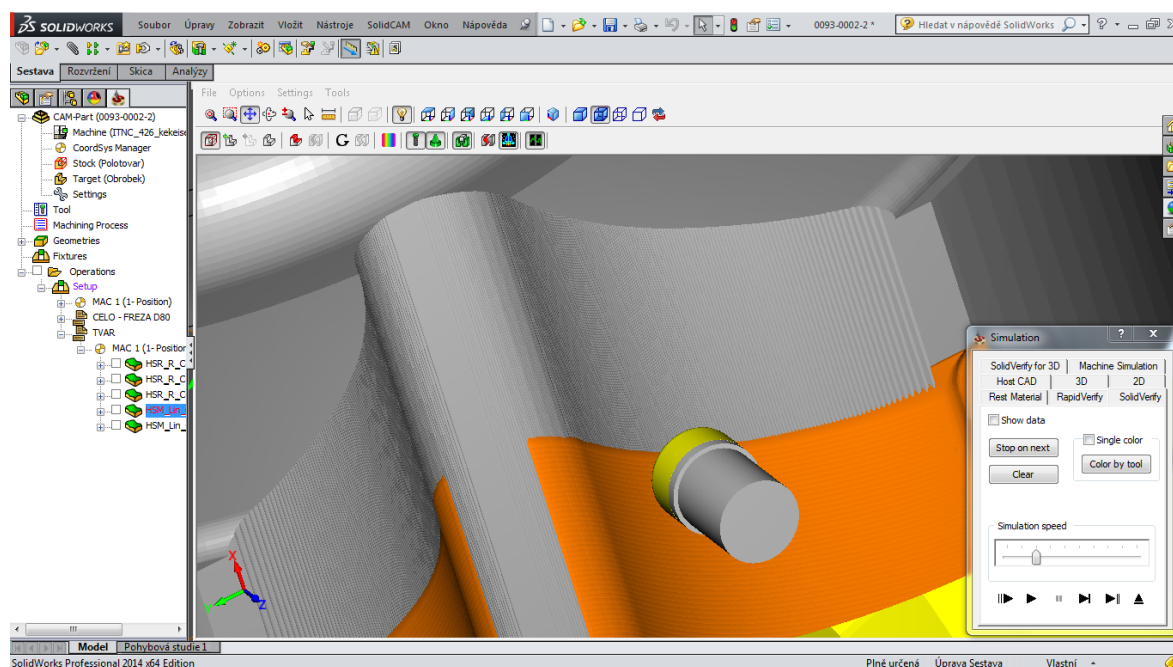 SOLIDWORKS Soubor Úpravy Zobrazit Vložit Nástroje SolidCAM Okno Nápověda 0093-0002-2 * Hledat v nápovědě SolidWorks
Sestava Rozvržení Skica Analýzy
File Options Settings Tools
CAM-Part (0093-0002-2)
Machine (ITNC_426_kekeise
CoordSys Manager
Stock (Polotovar)
Target (Obrobek)
Settings
Tool
Machining Process
Geometries
Fixtures
Operations
Setup
MAC 1 (1- Position)
CELO - FREZA D80
TVAR
MAC 1 (1- Position
HSR_R_C
HSR_R_C
HSR_R_C
HSM_Lin_
HSM_Lin_
X
Z
Simulation
SolidVerify for 3D Machine Simulation
Host CAD 3D 2D
Rest Material RapidVerify SolidVerify
Show data
Stop on next
Single color
Clear
Color by tool
Simulation speed
Model Pohybová studie 1
SolidWorks Professional 2014 x64 Edition Plně určená Úprava Sestava Vlastní